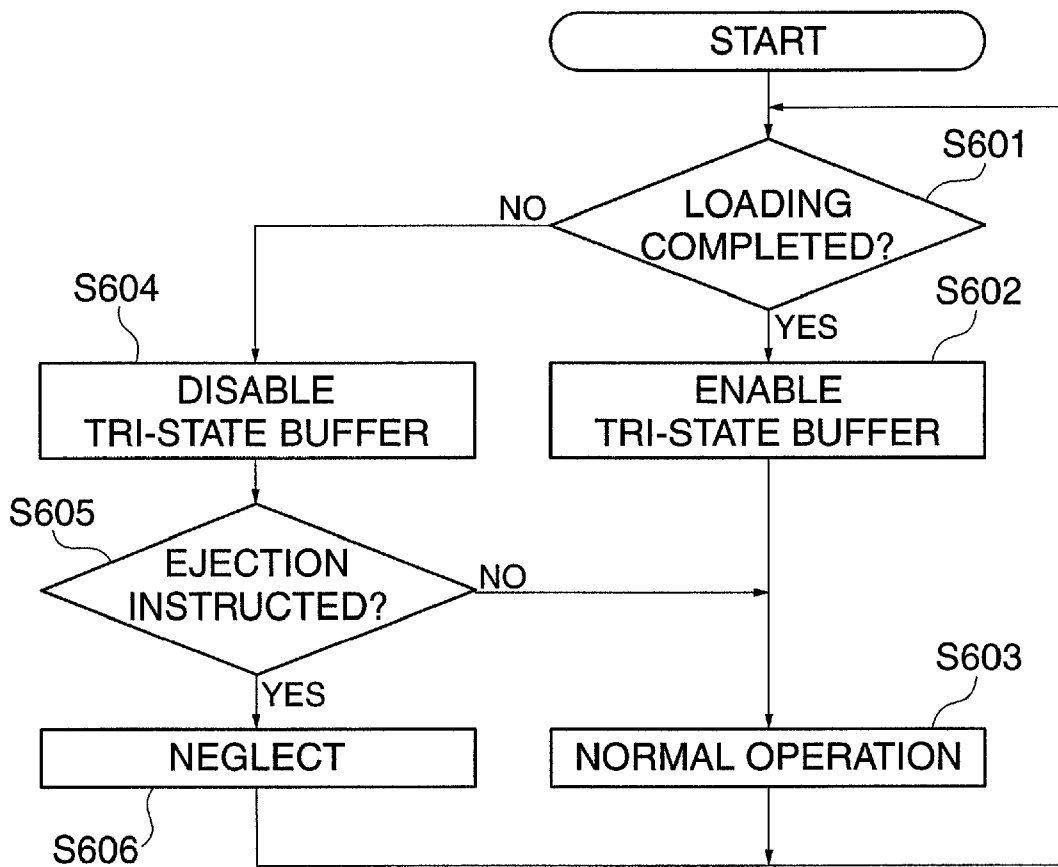 START
S601
LOADING
COMPLETED?
NO
YES
S604
S602
DISABLE
TRI-STATE BUFFER
ENABLE
TRI-STATE BUFFER
S605
EJECTION
INSTRUCTED?
NO
YES
S603
NEGLECT
NORMAL OPERATION
S606